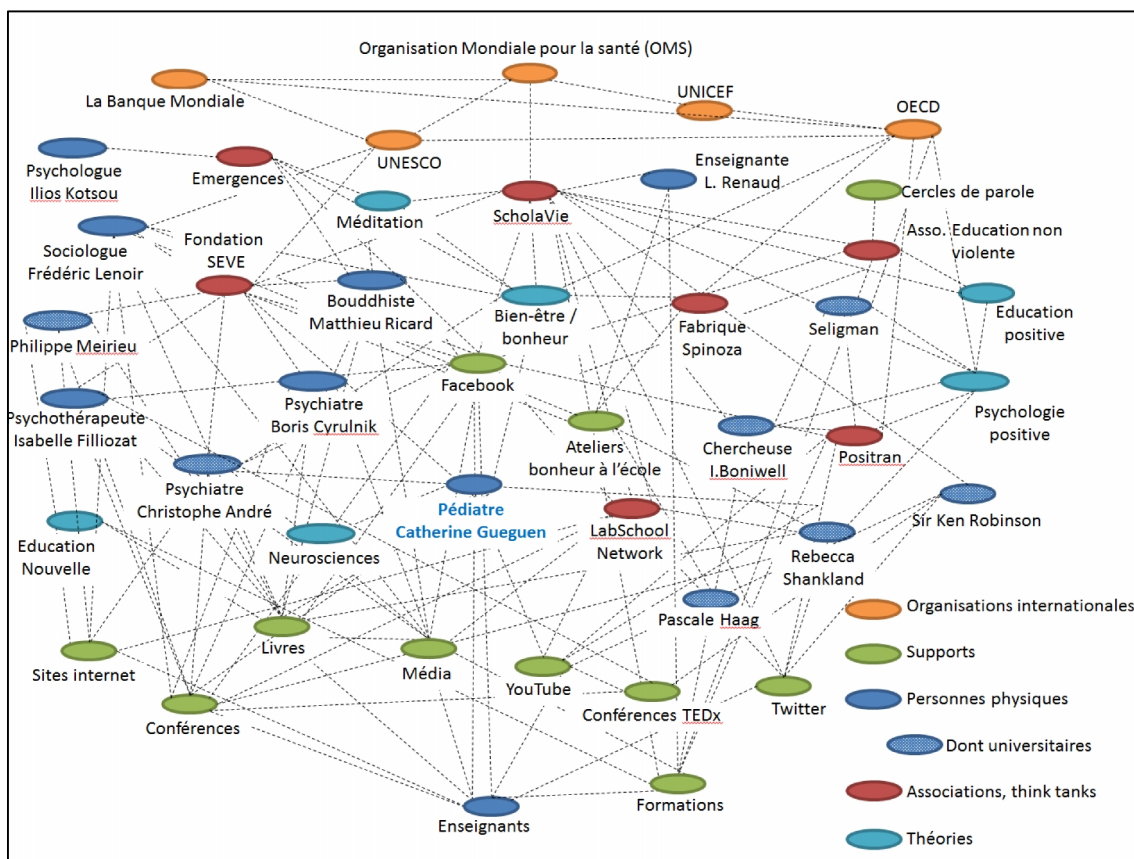 Organisation Mondiale pour la santé (OMS)
La Banque Mondiale
UNICEF
OECD
UNESCO
Psychologue
Ilios Kotsou
Emergences
Enseignante
L. Renaud
Cercles de parole
Méditation
ScholaVie
Sociologue
Frédéric Lenoir
Fondation
SEVE
Asso. Education non
violente
Bouddhiste
Matthieu Ricard
Bien-être /
bonheur
Fabrique
Spinoza
Seligman
Education
positive
Philippe Meirieu
Facebook
Psychothérapeute
Isabelle Filliozat
Psychiatre
Boris Cyrulnik
Ateliers
bonheur à l'école
Chercheuse
I.Boniwell
Positran
Psychologie
positive
Psychiatre
Christophe André
Pédiatre
Catherine Gueguen
LabSchool
Network
Sir Ken Robinson
Education
Nouvelle
Neurosciences
Rebecca
Shankland
Pascale Haag
Livres
Sites internet
Média
YouTube
Conférences
Conférences TEDx
Twitter
Formations
Enseignants
Organisations internationales
Supports
Personnes physiques
Dont universitaires
Associations, think tanks
Théories